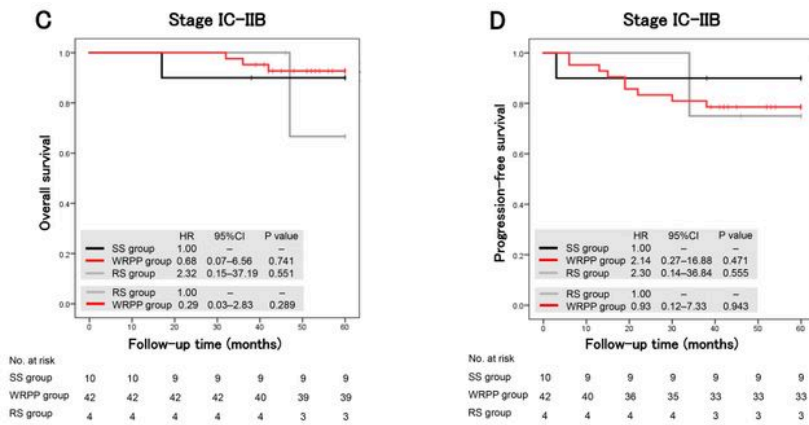 C
Stage IC-IIB
Overall survival
1.0
0.8
0.6
0.4
0.2
0.0
HR 95%CI P value
SS group 1.00 – –
WRPP group 0.68 0.07–6.56 0.741
RS group 2.32 0.15–37.19 0.551
RS group 1.00 – –
WRPP group 0.29 0.03–2.83 0.289
0 10 20 30 40 50 60
Follow-up time (months)
No. at risk
SS group 10 10 9 9 9 9 9
WRPP group 42 42 42 42 40 39 39
RS group 4 4 4 4 4 3 3
D
Stage IC-IIB
Progression-free survival
1.0
0.8
0.6
0.4
0.2
0.0
HR 95%CI P value
SS group 1.00 – –
WRPP group 2.14 0.27–16.88 0.471
RS group 2.30 0.14–36.84 0.555
RS group 1.00 – –
WRPP group 0.93 0.12–7.33 0.943
0 10 20 30 40 50 60
Follow-up time (months)
No. at risk
SS group 10 9 9 9 9 9 9
WRPP group 42 40 36 35 33 33 33
RS group 4 4 4 4 3 3 3